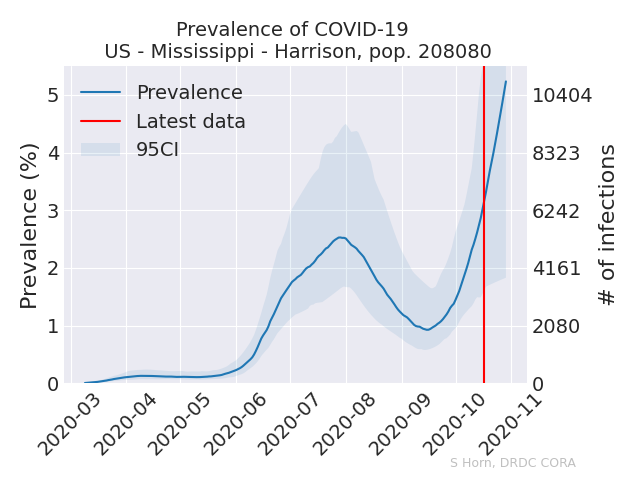 Prevalence of COVID-19
US - Mississippi - Harrison, pop. 208080
Prevalence
Latest data
95CI
Prevalence (%)
5
4
3
2
1
0
10404
8323
6242
4161
2080
0
# of infections
2020-03
2020-04
2020-05
2020-06
2020-07
2020-08
2020-09
2020-10
2020-11
S Horn, DRDC CORA